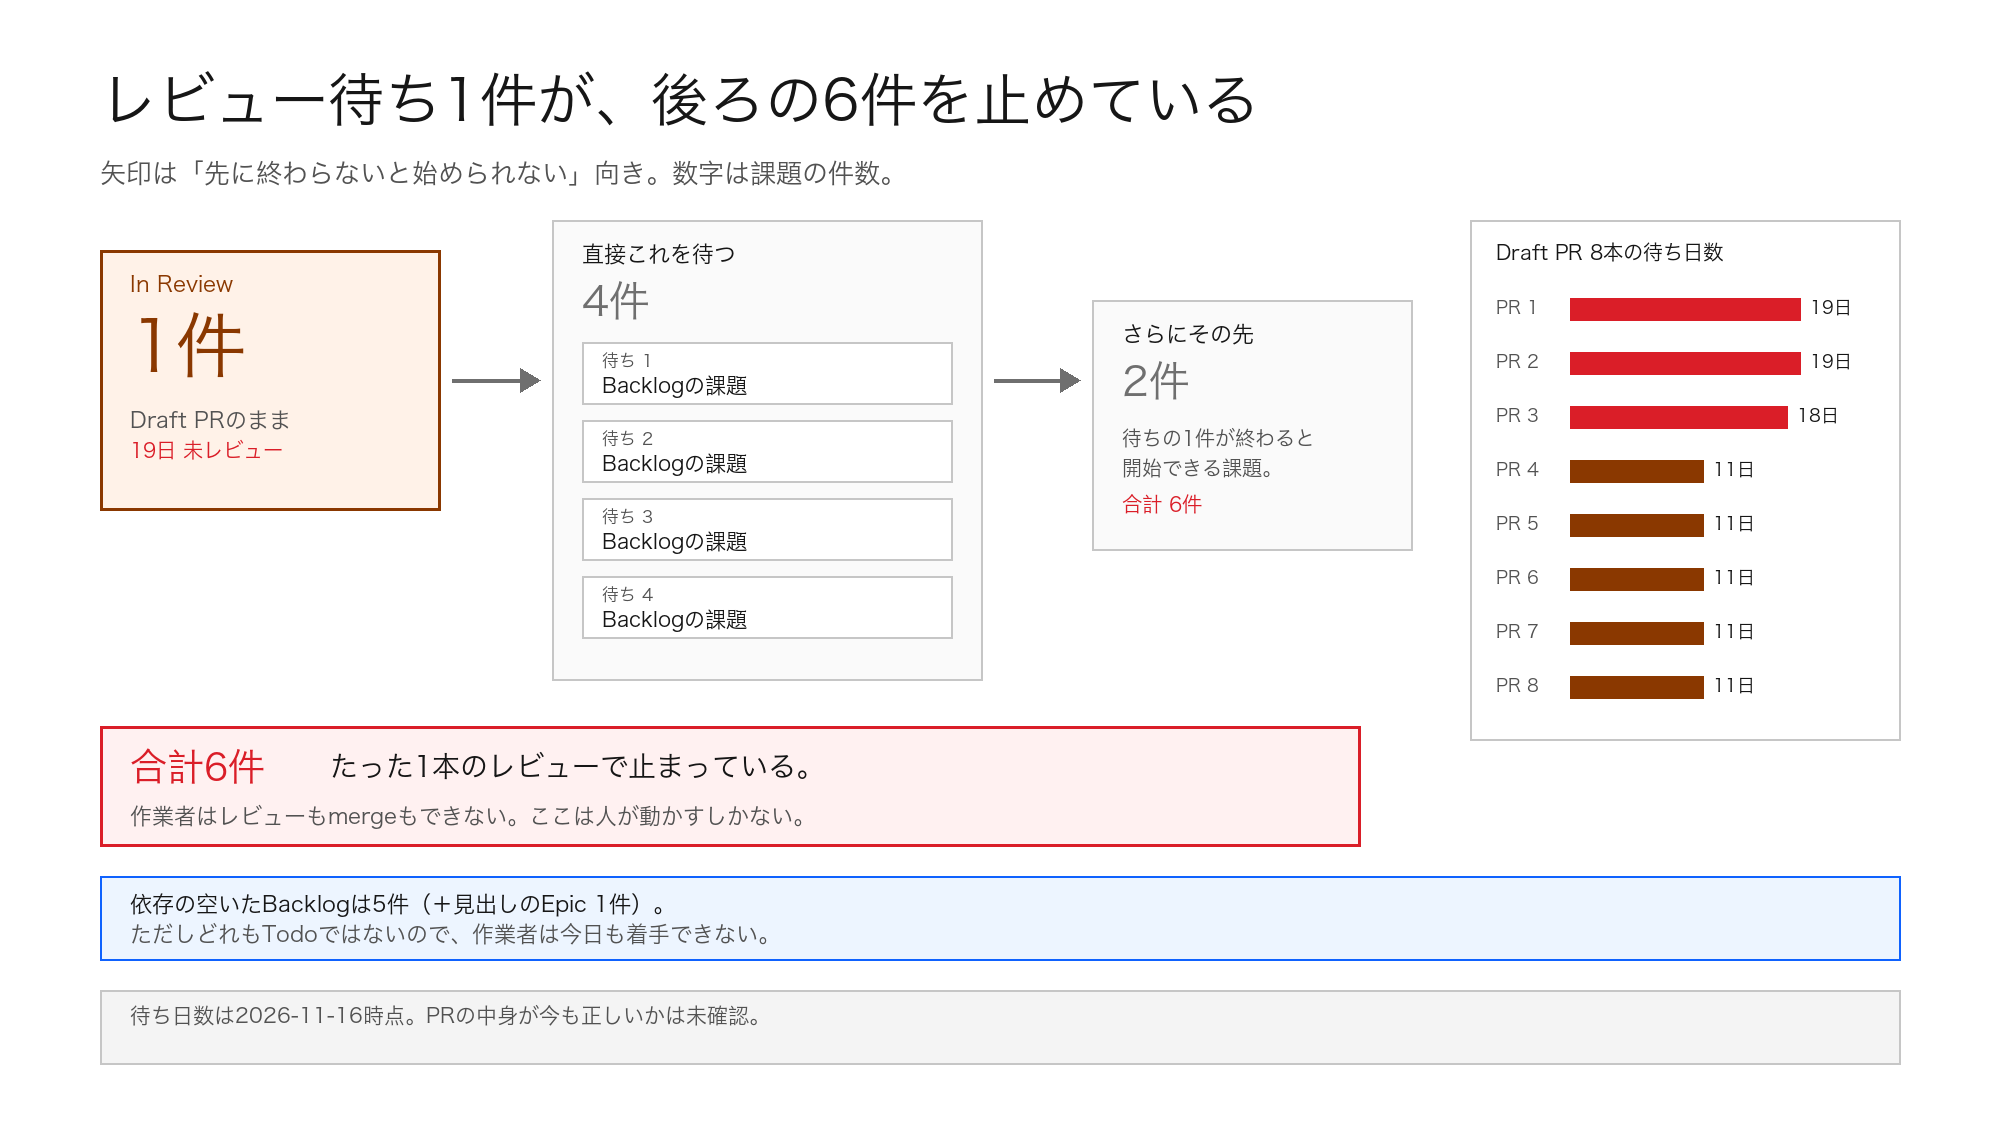 レビュー待ち1件が、後ろの6件を止めている
矢印は「先に終わらないと始められない」向き。数字は課題の件数。
In Review
1件
Draft PRのまま
19日 未レビュー
直接これを待つ
4件
待ち 1
Backlogの課題
待ち 2
Backlogの課題
待ち 3
Backlogの課題
待ち 4
Backlogの課題
さらにその先
2件
待ちの1件が終わると
開始できる課題。
合計 6件
Draft PR 8本の待ち日数
PR 1 19日
PR 2 19日
PR 3 18日
PR 4 11日
PR 5 11日
PR 6 11日
PR 7 11日
PR 8 11日
合計6件 たった1本のレビューで止まっている。
作業者はレビューもmergeもできない。ここは人が動かすしかない。
依存の空いたBacklogは5件（＋見出しのEpic 1件）。
ただしどれもTodoではないので、作業者は今日も着手できない。
待ち日数は2026-11-16時点。PRの中身が今も正しいかは未確認。